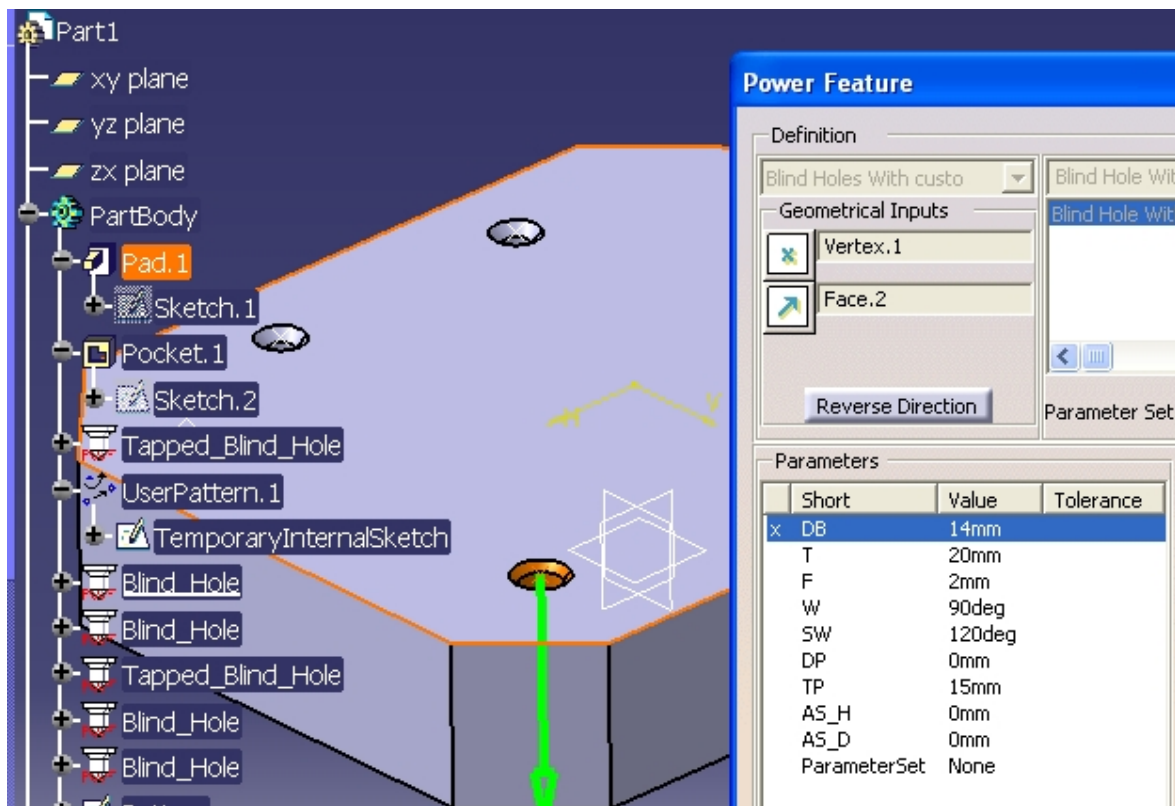 Part1
xy plane
yz plane
zx plane
PartBody
Pad.1
Sketch.1
Pocket.1
Sketch.2
Tapped_Blind_Hole
UserPattern.1
TemporaryInternalSketch
Blind_Hole
Blind_Hole
Tapped_Blind_Hole
Blind_Hole
Blind_Hole
H
V
Power Feature
Definition
Blind Holes With custo
Blind Hole Wit
Geometrical Inputs
Blind Hole Wit
Vertex.1
Face.2
Reverse Direction
Parameter Set
Parameters
Short Value Tolerance
x DB 14mm
T 20mm
F 2mm
W 90deg
SW 120deg
DP 0mm
TP 15mm
AS_H 0mm
AS_D 0mm
ParameterSet None